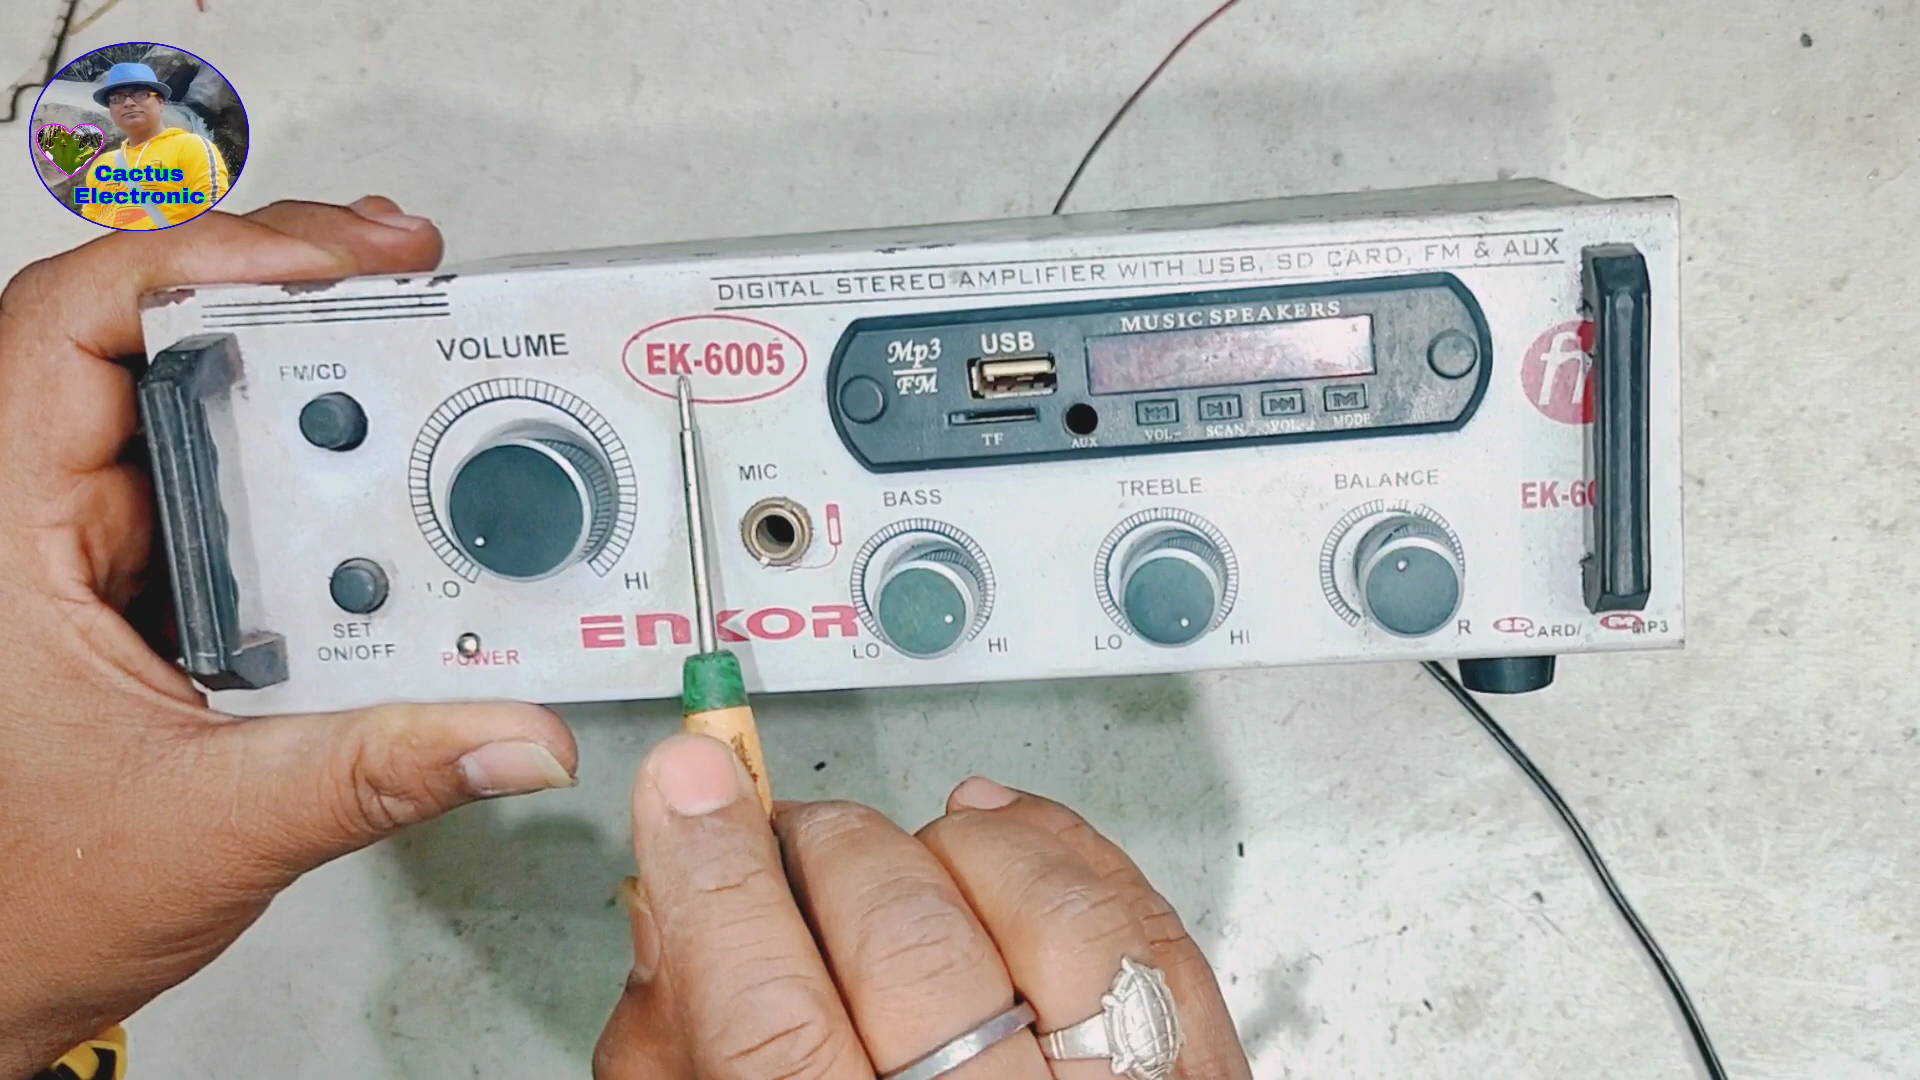 Cactus
Electronic
DIGITAL STEREO AMPLIFIER WITH USB, SD CARD, FM & AUX
MUSIC SPEAKERS
VOLUME
EK-6005
Mp3
FM
USB
FM/CD
TF
AUX
VOL-
SCAN
VOL
MODE
MIC
BASS
TREBLE
BALANCE
EK-60
LO
HI
SET
ON/OFF
POWER
ENKOR
LO
HI
LO
HI
R
CARD/
MP3